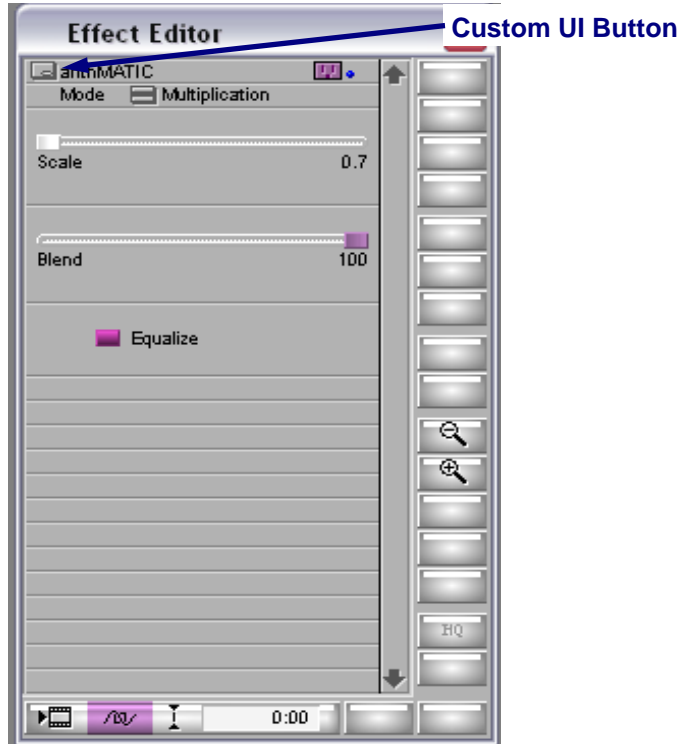 Effect Editor
Custom UI Button
arithMATIC
Mode Multiplication
Scale 0.7
Blend 100
Equalize
HQ
0:00